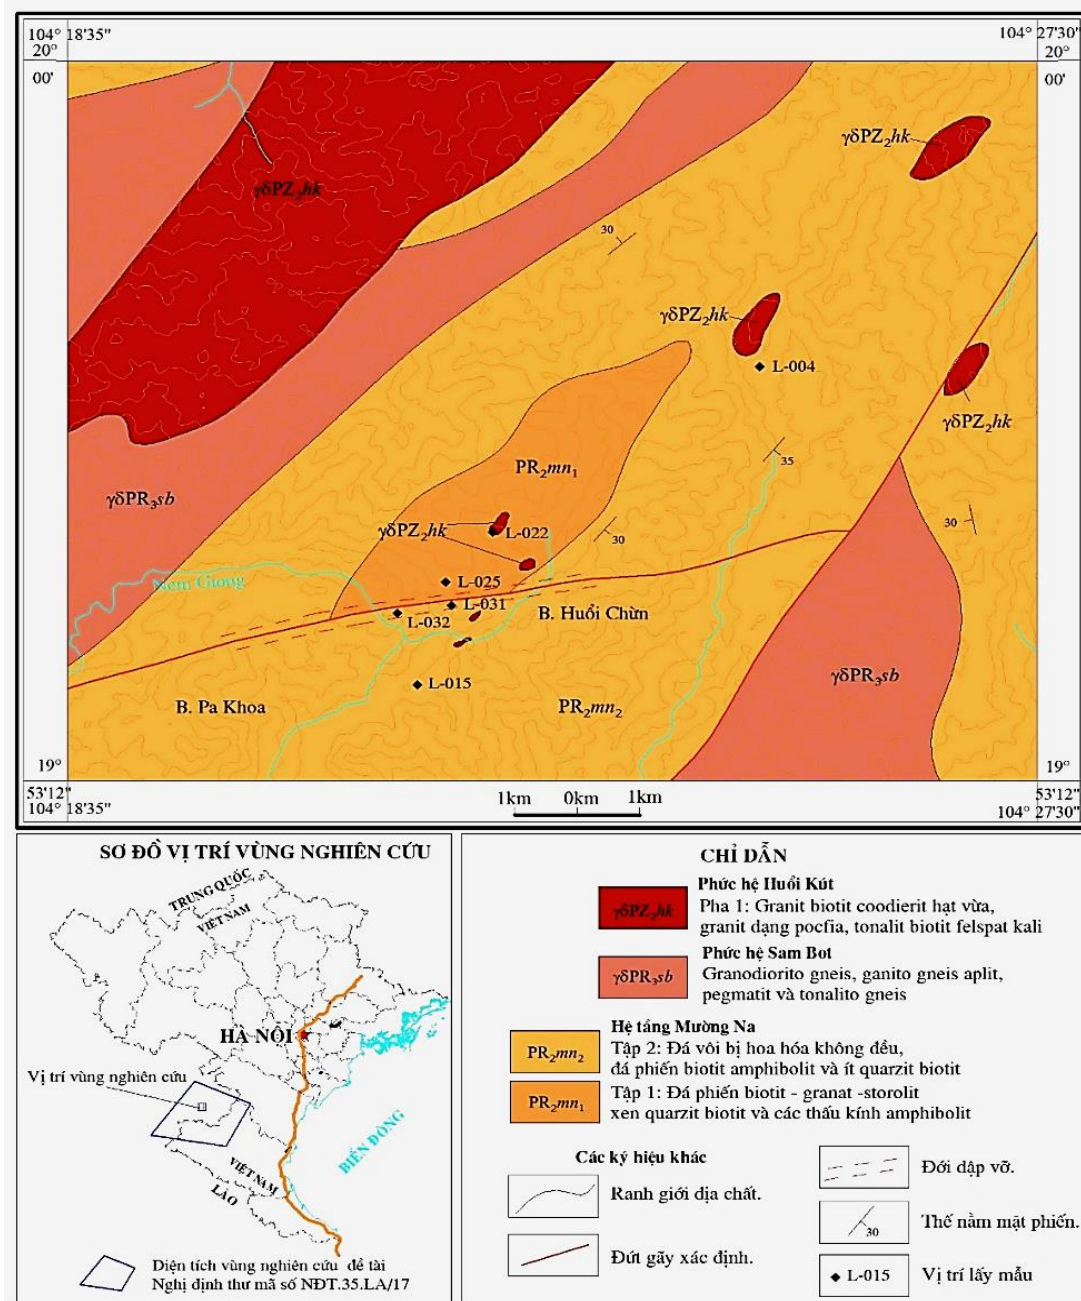 104° 18'35"
20°
00'
104° 27'30"
20°
00'
γδPZ₂hk
γδPZ₂hk
30
γδPZ₂hk
L-004
γδPZ₂hk
35
PR₂mn₁
γδPR₃sb
γδPZ₂hk
L-022
30
30
Nem Giong
L-025
L-031
L-032
B. Huổi Chừn
L-015
γδPR₃sb
B. Pa Khoa
PR₂mn₂
19°
53'12"
104° 18'35"
19°
53'12"
104° 27'30"
1km 0km 1km
SƠ ĐỒ VỊ TRÍ VÙNG NGHIÊN CỨU
TRUNG QUỐC
VIỆT NAM
HÀ NỘI
Vị trí vùng nghiên cứu
BIỂN ĐÔNG
VIỆT NAM
LÀO
Diện tích vùng nghiên cứu đề tài
Nghị định thư mã số NĐT.35.LA/17
CHỈ DẪN
Phức hệ Huổi Kút
γδPZ₂hk
Pha 1: Granit biotit coodierit hạt vừa,
granit dạng pocfia, tonalit biotit felspat kali
Phức hệ Sam Bot
γδPR₃sb
Granodiorito gneis, ganito gneis aplit,
pegmatit và tonalito gneis
Hệ tầng Mường Na
PR₂mn₂
Tập 2: Đá vôi bị hoa hóa không đều,
đá phiến biotit amphibolit và ít quarzit biotit
PR₂mn₁
Tập 1: Đá phiến biotit - granat -storolit
xen quarzit biotit và các thấu kính amphibolit
Các ký hiệu khác
Ranh giới địa chất.
Đứt gãy xác định.
Đới dập vỡ.
30
Thế nằm mặt phiến.
L-015
Vị trí lấy mẫu